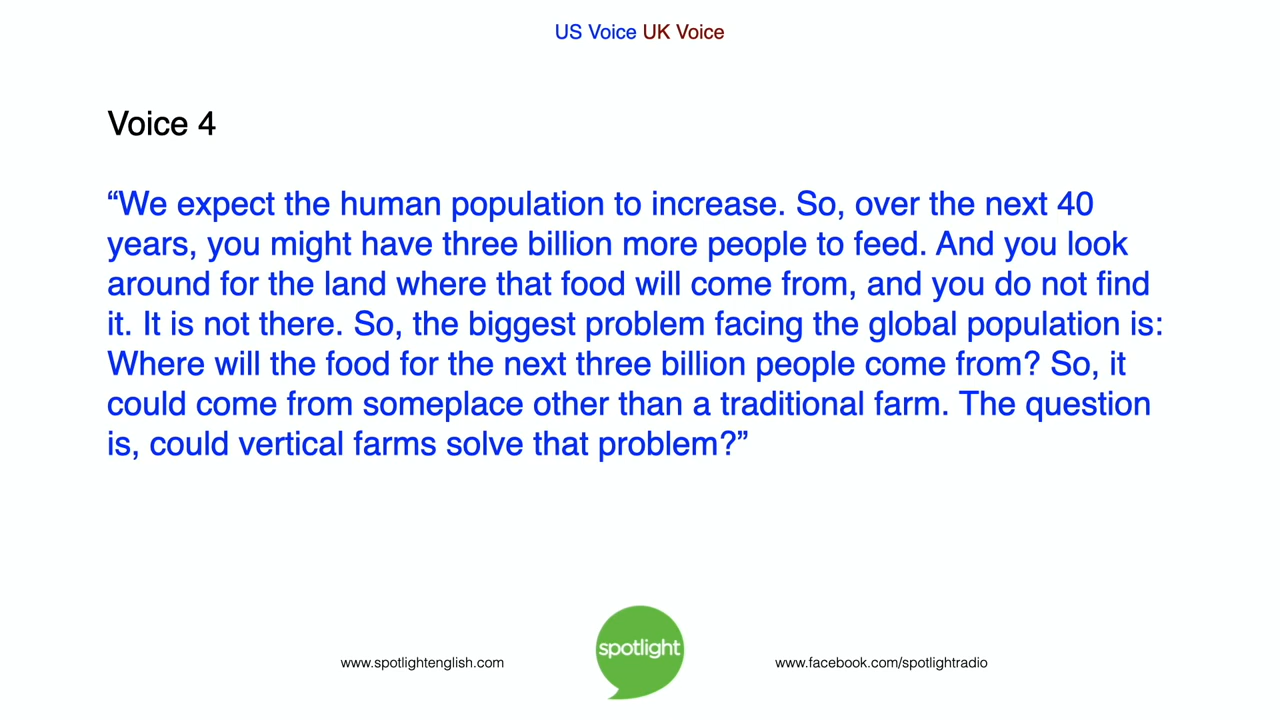 US Voice UK Voice
Voice 4
“We expect the human population to increase. So, over the next 40
years, you might have three billion more people to feed. And you look
around for the land where that food will come from, and you do not find
it. It is not there. So, the biggest problem facing the global population is:
Where will the food for the next three billion people come from? So, it
could come from someplace other than a traditional farm. The question
is, could vertical farms solve that problem?”
spotlight
www.spotlightenglish.com
www.facebook.com/spotlightradio